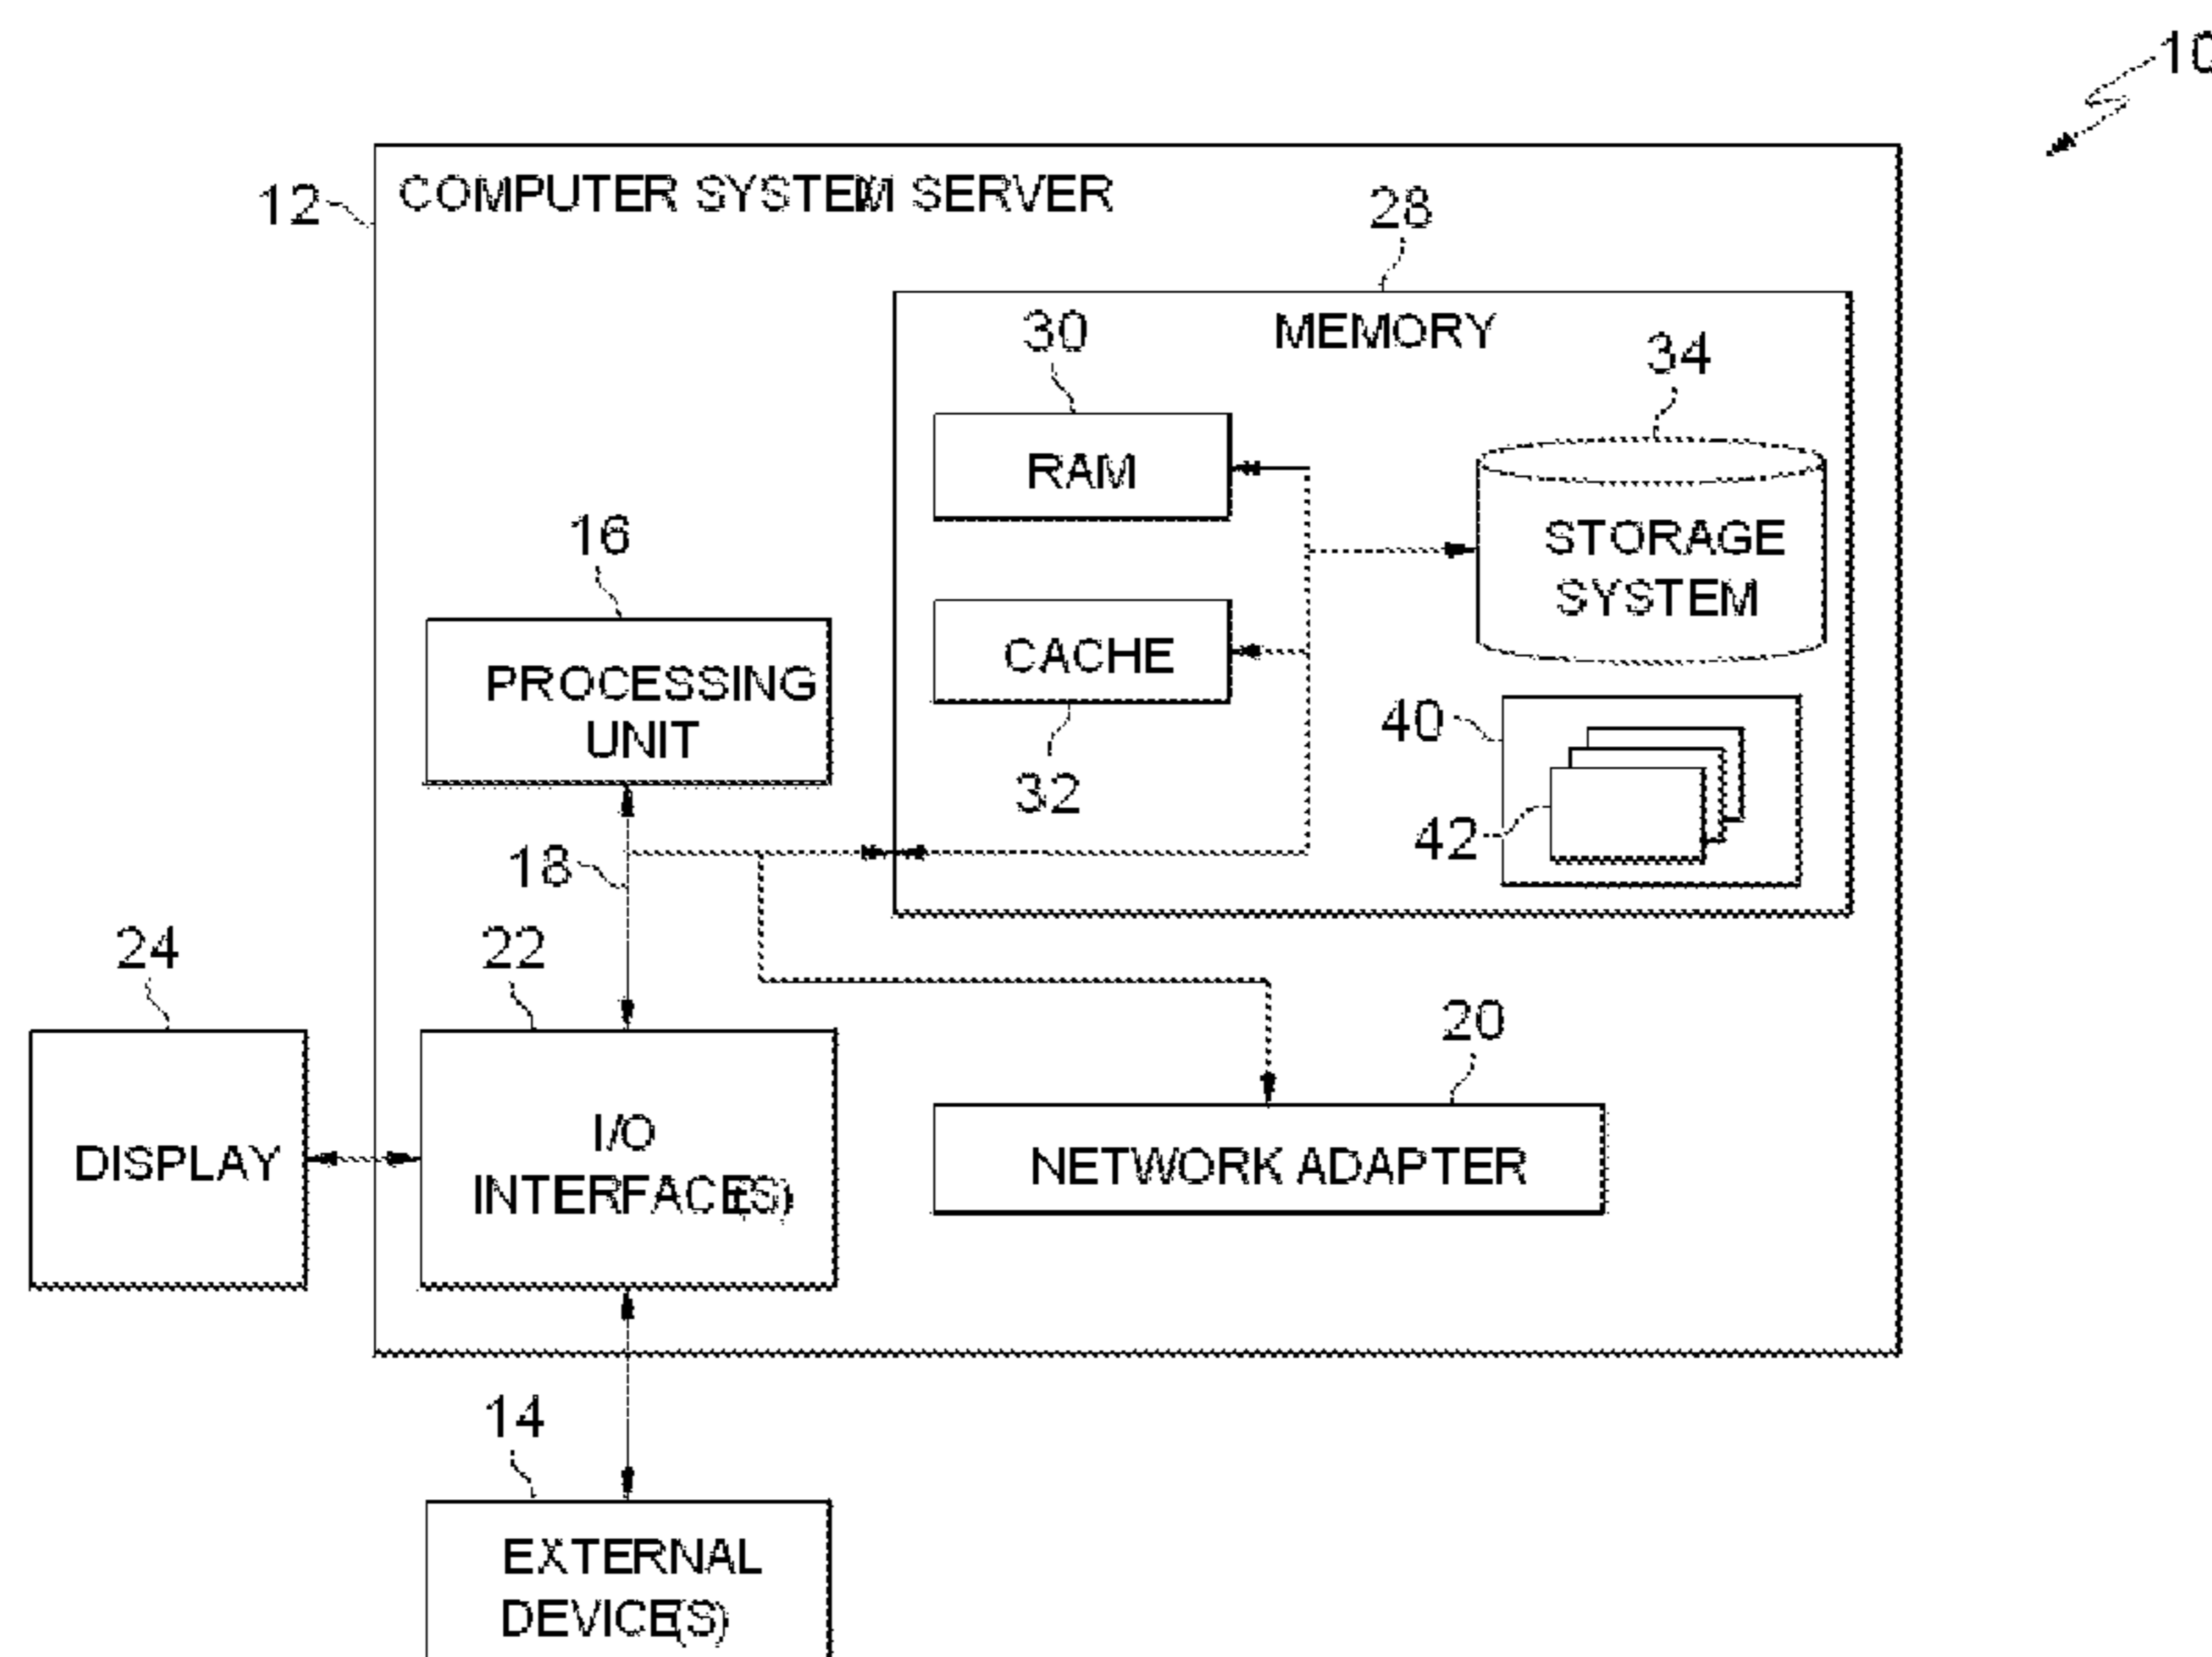 10
12
COMPUTER SYSTEM SERVER
28
MEMORY
30
34
RAM
STORAGE
SYSTEM
16
PROCESSING
UNIT
CACHE
32
40
42
18
24
22
20
DISPLAY
I/O
INTERFACE(S)
NETWORK ADAPTER
14
EXTERNAL
DEVICE(S)